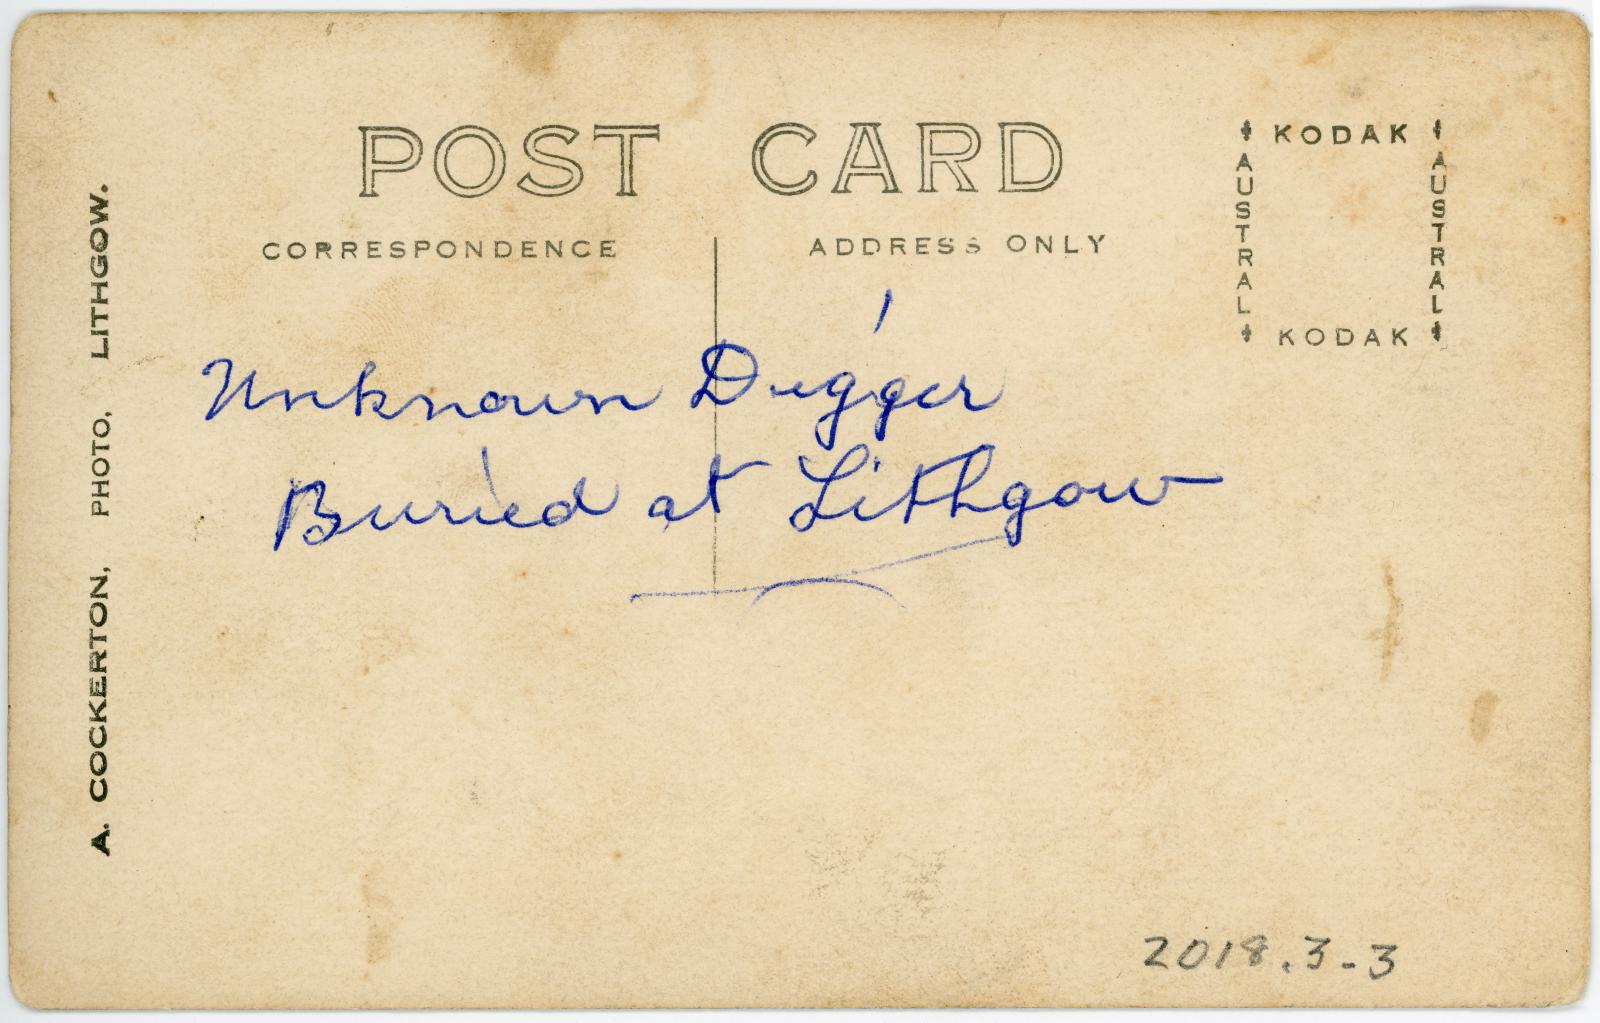 POST CARD
CORRESPONDENCE
ADDRESS ONLY
KODAK
AUSTRAL
AUSTRAL
KODAK
A. COCKERTON, PHOTO, LITHGOW.
Unknown Digger
Buried at Lithgow
2018.3-3